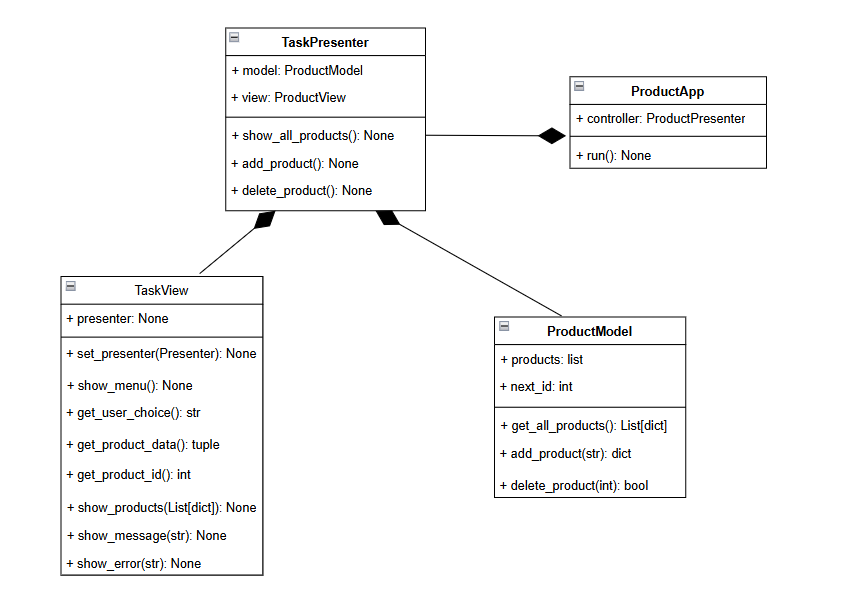 TaskPresenter
+ model: ProductModel
+ view: ProductView
+ show_all_products(): None
+ add_product(): None
+ delete_product(): None
ProductApp
+ controller: ProductPresenter
+ run(): None
TaskView
+ presenter: None
+ set_presenter(Presenter): None
+ show_menu(): None
+ get_user_choice(): str
+ get_product_data(): tuple
+ get_product_id(): int
+ show_products(List[dict]): None
+ show_message(str): None
+ show_error(str): None
ProductModel
+ products: list
+ next_id: int
+ get_all_products(): List[dict]
+ add_product(str): dict
+ delete_product(int): bool